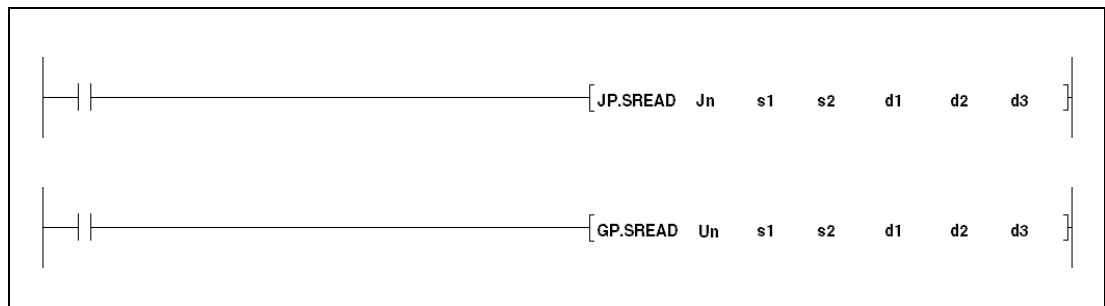 JP.SREAD Jn s1 s2 d1 d2 d3
GP.SREAD Un s1 s2 d1 d2 d3